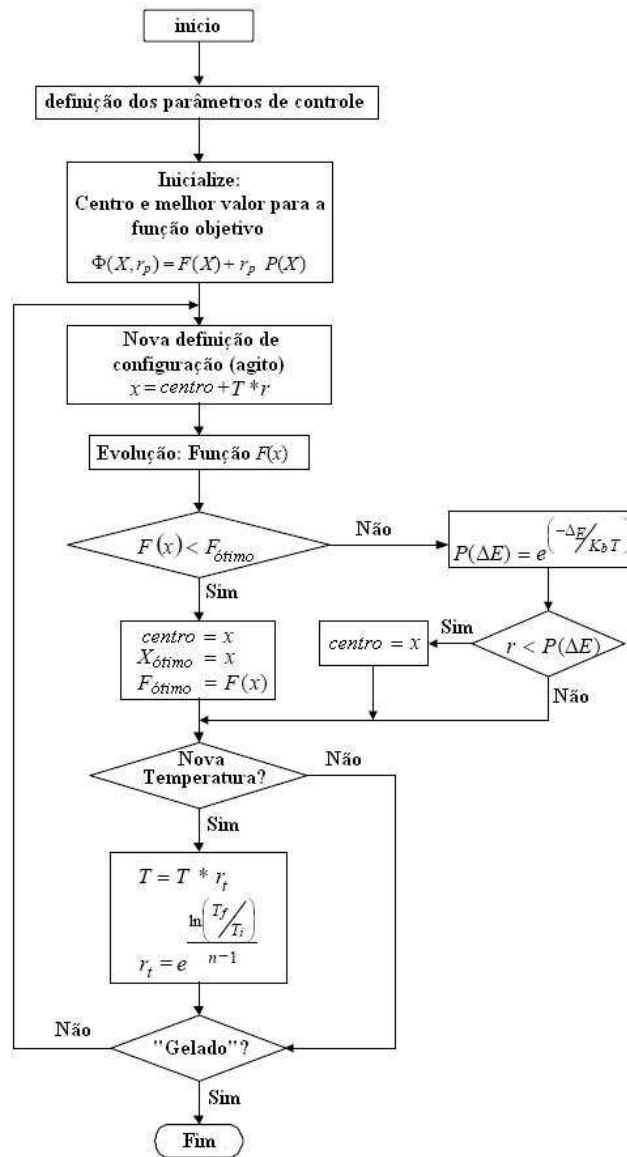 início
definição dos parâmetros de controle
Inicialize:
Centro e melhor valor para a
função objetivo
Φ(X, r_p) = F(X) + r_p P(X)
Nova definição de
configuração (agito)
x = centro + T * r
Evolução: Função F(x)
F(x) < F_ótimo
Não
P(ΔE) = e^(-ΔE/K_b T)
Sim
centro = x
X_ótimo = x
F_ótimo = F(x)
centro = x
Sim
r < P(ΔE)
Não
Nova
Temperatura?
Não
Sim
T = T * r_t
r_t = e^(ln(T_f/T_i)/(n-1))
Não
"Gelado"?
Sim
Fim